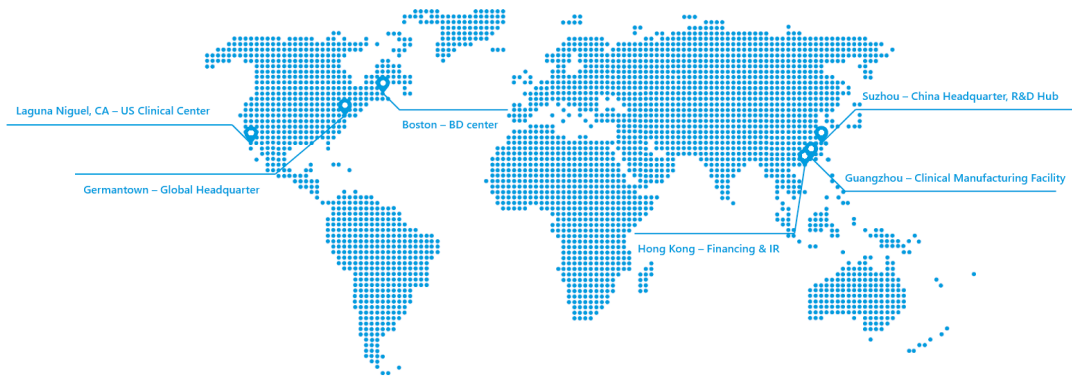 Laguna Niguel, CA – US Clinical Center
Boston – BD center
Suzhou – China Headquarter, R&D Hub
Germantown – Global Headquarter
Guangzhou – Clinical Manufacturing Facility
Hong Kong – Financing & IR